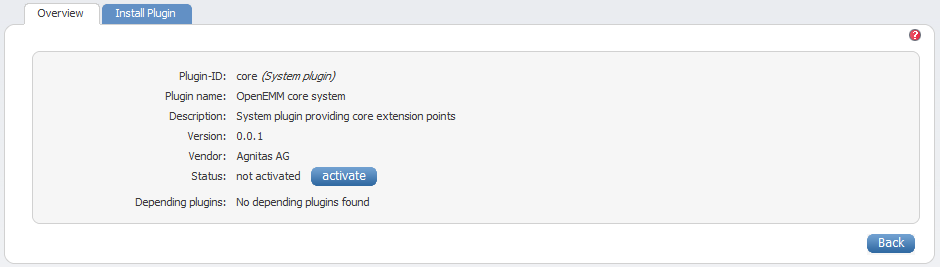 Overview Install Plugin
?
Plugin-ID: core (System plugin)
Plugin name: OpenEMM core system
Description: System plugin providing core extension points
Version: 0.0.1
Vendor: Agnitas AG
Status: not activated activate
Depending plugins: No depending plugins found
Back